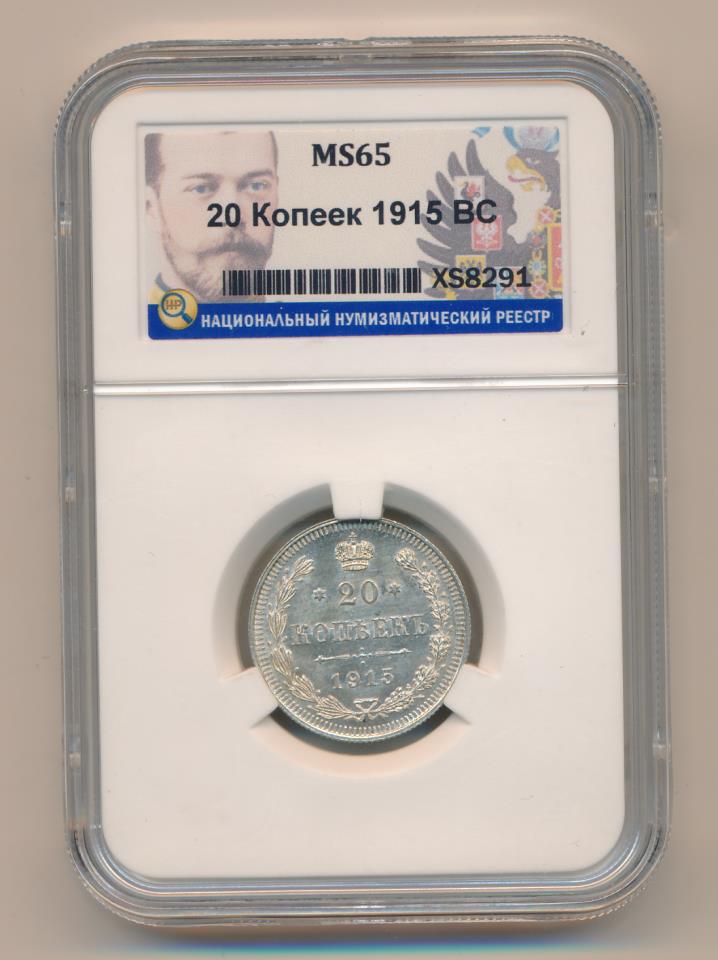 MS65
20 Копеек 1915 ВС
XS8291
НР
НАЦИОНАЛЬНЫЙ НУМИЗМАТИЧЕСКИЙ РЕЕСТР
* 20 *
КОПѢЕКЪ
1915